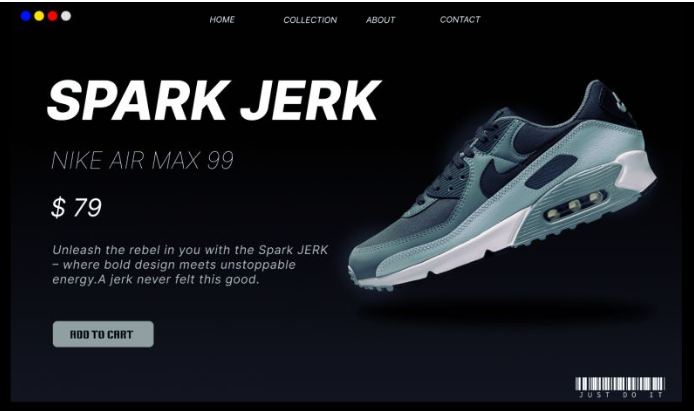 HOME COLLECTION ABOUT CONTACT
SPARK JERK
NIKE AIR MAX 99
$ 79
Unleash the rebel in you with the Spark JERK
– where bold design meets unstoppable
energy.A jerk never felt this good.
ADD TO CART
JUST DO IT